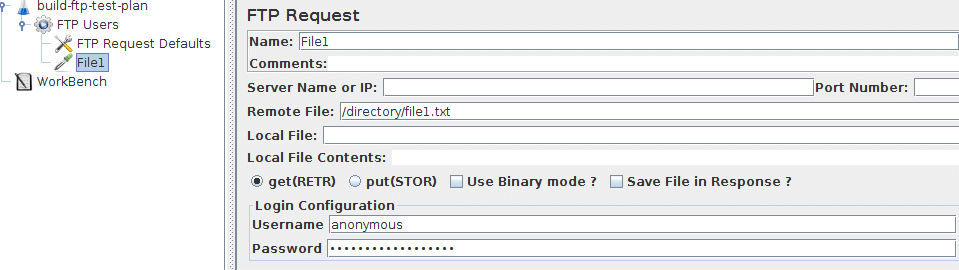 build-ftp-test-plan
FTP Users
FTP Request Defaults
File1
WorkBench
FTP Request
Name: File1
Comments:
Server Name or IP: Port Number:
Remote File: /directory/file1.txt
Local File:
Local File Contents:
get(RETR) put(STOR) Use Binary mode ? Save File in Response ?
Login Configuration
Username anonymous
Password ••••••••••••••••••